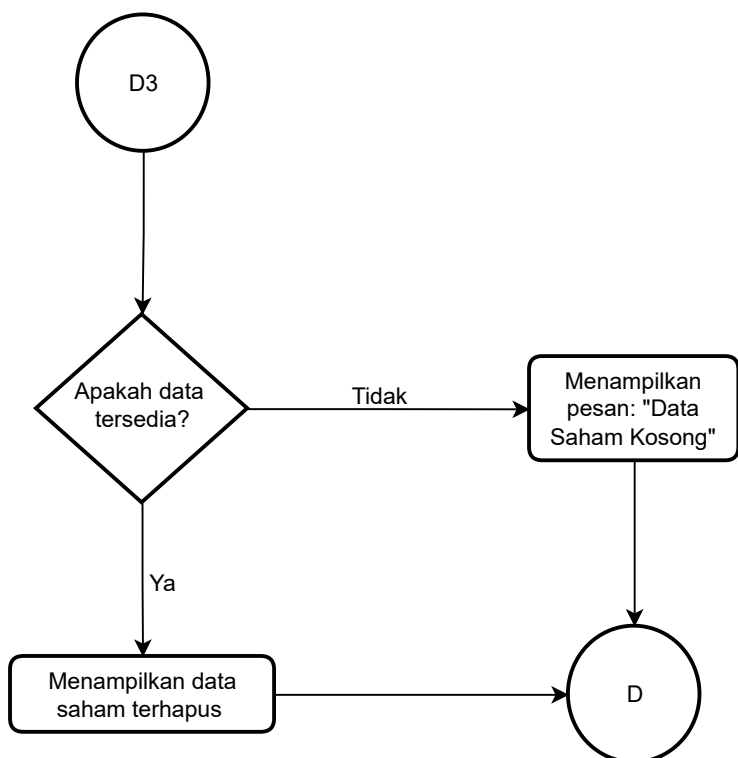 D3
Apakah data
tersedia?
Tidak
Menampilkan
pesan: "Data
Saham Kosong"
Ya
Menampilkan data
saham terhapus
D